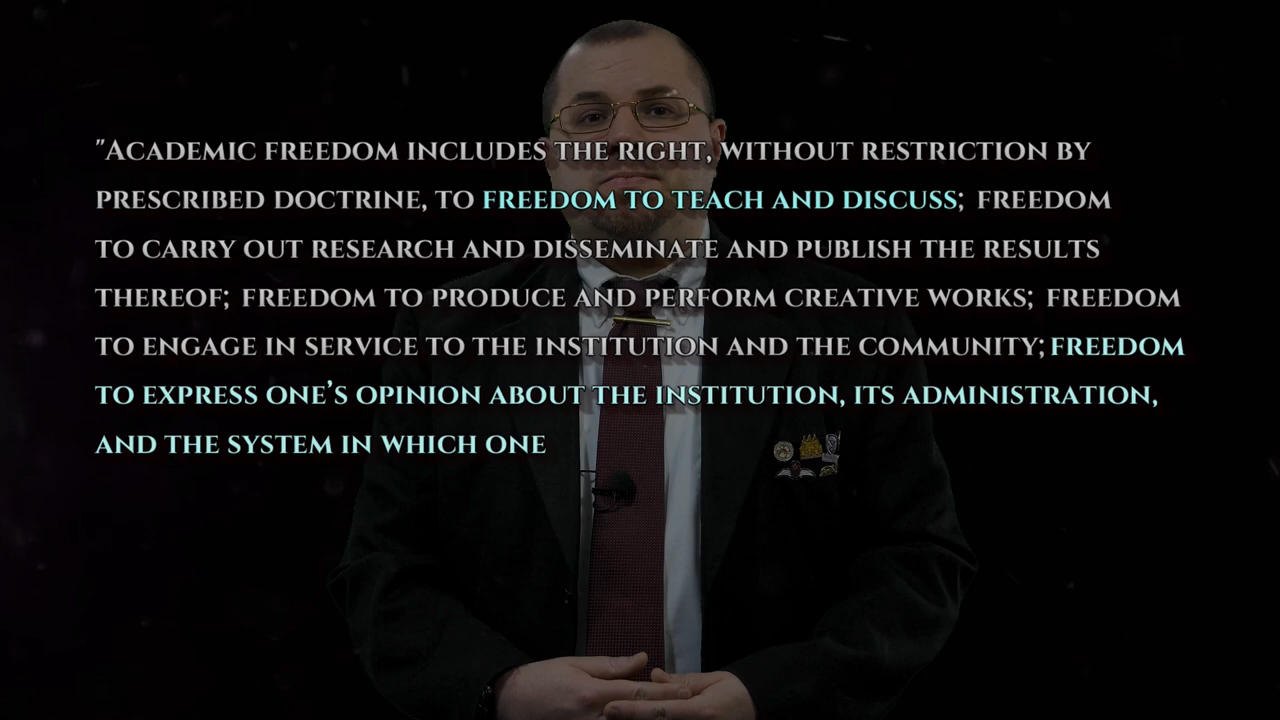 "Academic freedom includes the right, without restriction by
prescribed doctrine, to freedom to teach and discuss; freedom
to carry out research and disseminate and publish the results
thereof; freedom to produce and perform creative works; freedom
to engage in service to the institution and the community; freedom
to express one's opinion about the institution, its administration,
and the system in which one